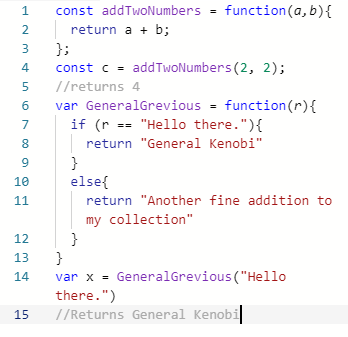 1 const addTwoNumbers = function(a,b){
2 return a + b;
3 };
4 const c = addTwoNumbers(2, 2);
5 //returns 4
6 var GeneralGrevious = function(r){
7 if (r == "Hello there."){
8 return "General Kenobi"
9 }
10 else{
11 return "Another fine addition to
my collection"
12 }
13 }
14 var x = GeneralGrevious("Hello
there.")
15 //Returns General Kenobi